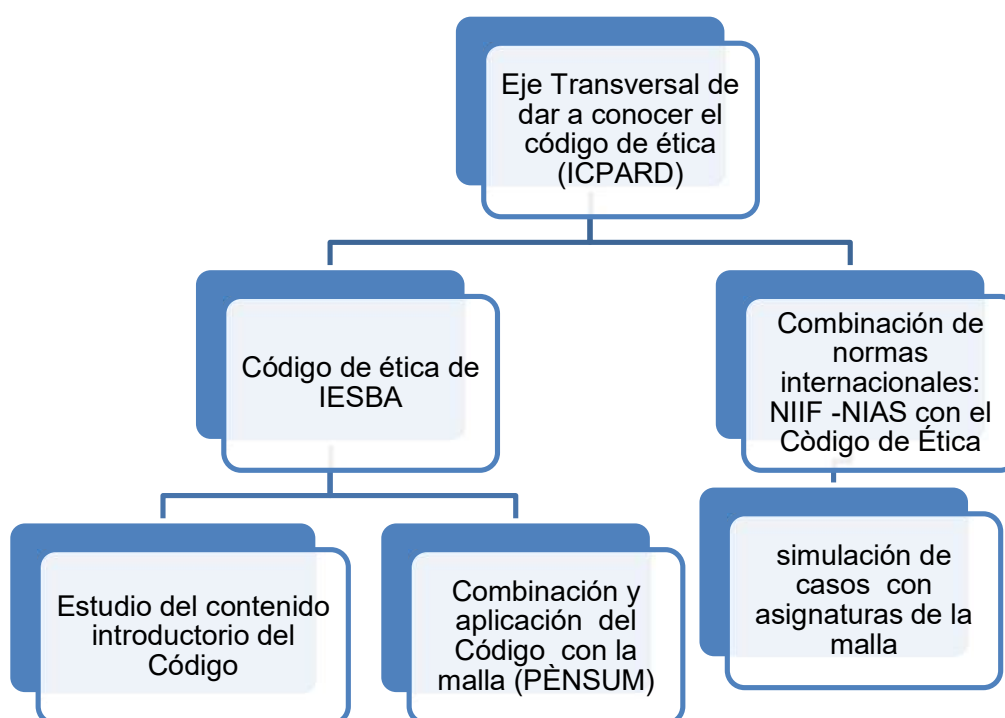 Eje Transversal de
dar a conocer el
código de ética
(ICPARD)
Código de ética de
IESBA
Combinación de
normas
internacionales:
NIIF -NIAS con el
Còdigo de Ética
Estudio del contenido
introductorio del
Código
Combinación y
aplicación del
Código con la
malla (PÈNSUM)
simulación de
casos con
asignaturas de la
malla